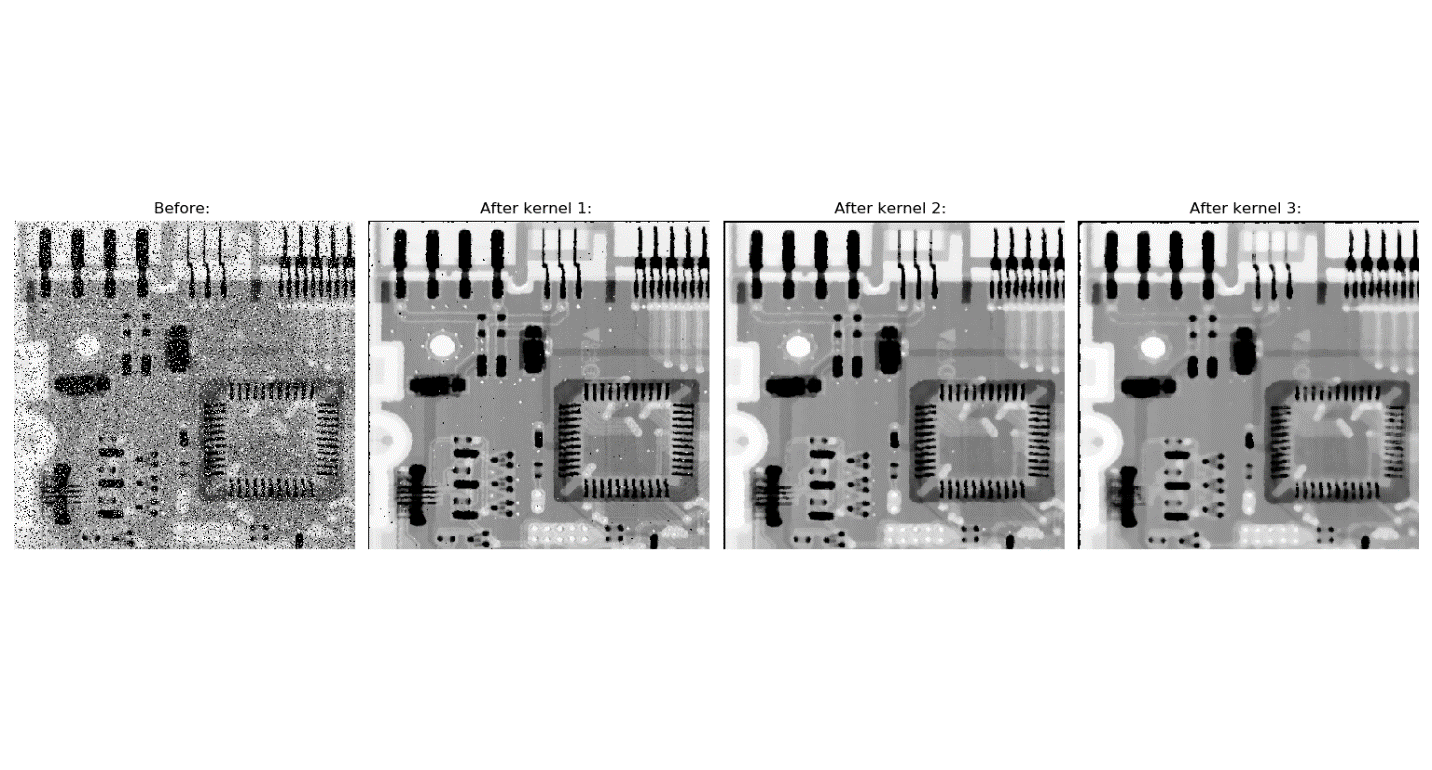 Before:
After kernel 1:
After kernel 2:
After kernel 3: